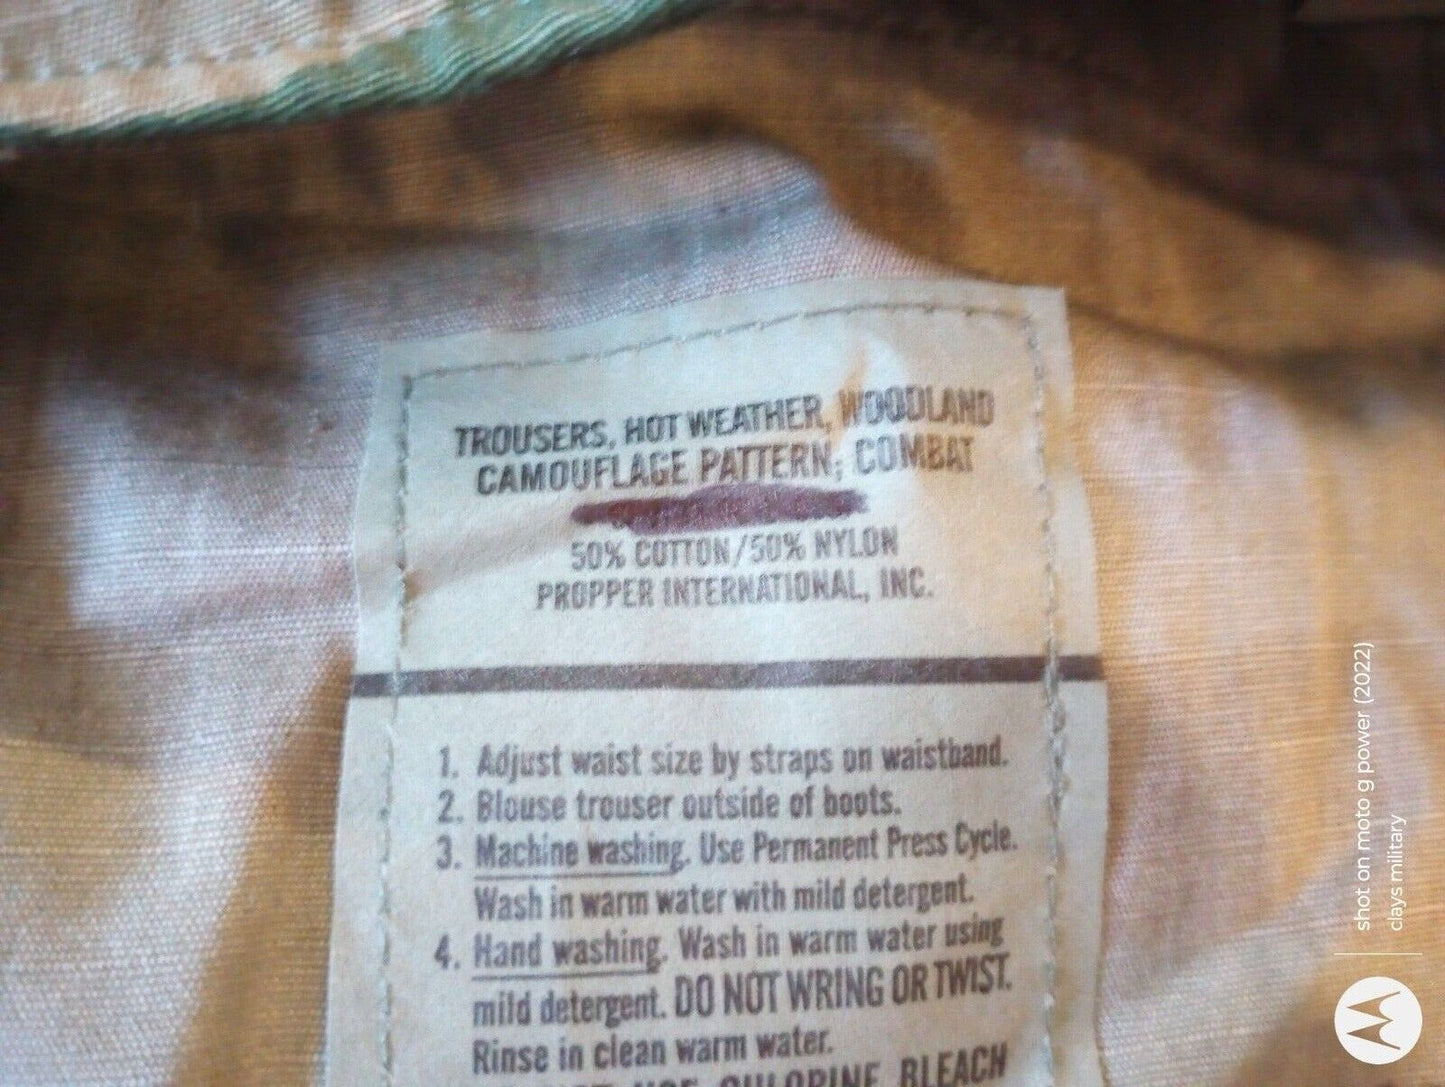 TROUSERS, HOT WEATHER, WOODLAND
CAMOUFLAGE PATTERN; COMBAT
50% COTTON/50% NYLON
PROPPER INTERNATIONAL, INC.
1. Adjust waist size by straps on waistband.
2. Blouse trouser outside of boots.
3. Machine washing. Use Permanent Press Cycle.
Wash in warm water with mild detergent.
4. Hand washing. Wash in warm water using
mild detergent. DO NOT WRING OR TWIST.
Rinse in clean warm water.
CHLORINE BLEACH
shot on moto g power (2022)
clays military